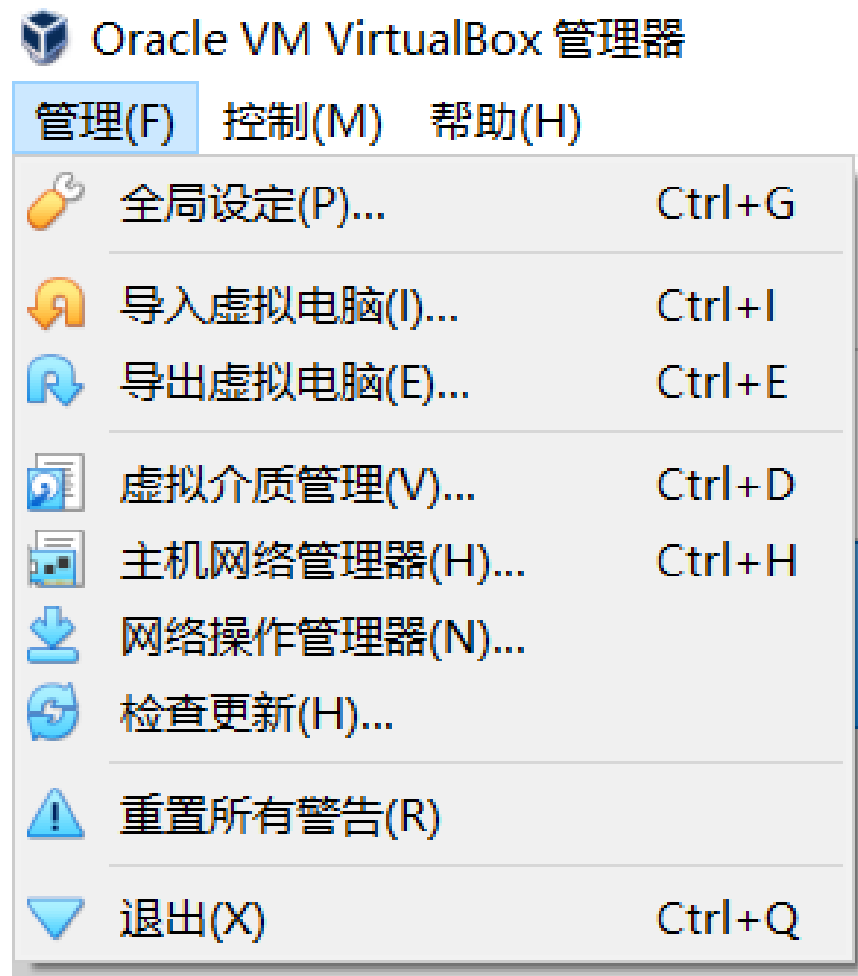 Oracle VM VirtualBox 管理器
管理(F) 控制(M) 帮助(H)
全局设定(P)... Ctrl+G
导入虚拟电脑(I)... Ctrl+I
导出虚拟电脑(E)... Ctrl+E
虚拟介质管理(V)... Ctrl+D
主机网络管理器(H)... Ctrl+H
网络操作管理器(N)...
检查更新(H)...
重置所有警告(R)
退出(X) Ctrl+Q